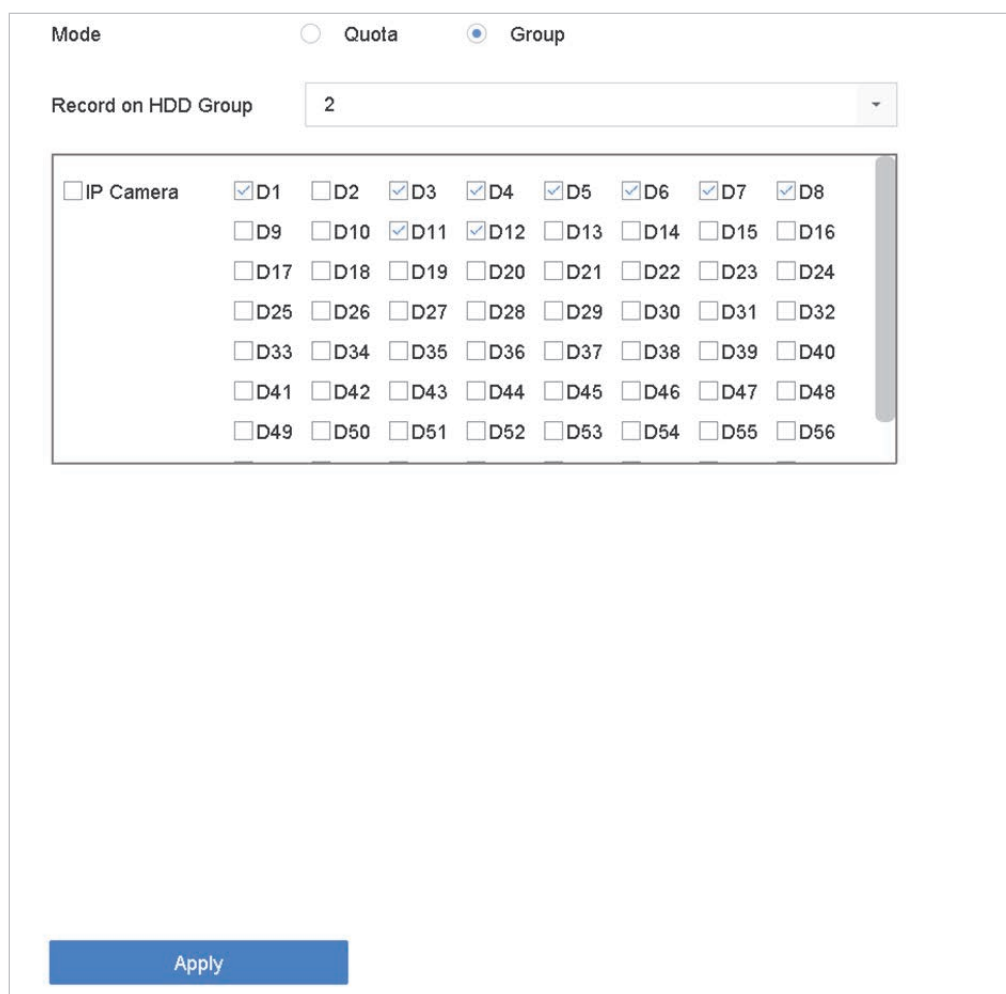 Mode Quota Group
Record on HDD Group 2
IP Camera D1 D2 D3 D4 D5 D6 D7 D8
D9 D10 D11 D12 D13 D14 D15 D16
D17 D18 D19 D20 D21 D22 D23 D24
D25 D26 D27 D28 D29 D30 D31 D32
D33 D34 D35 D36 D37 D38 D39 D40
D41 D42 D43 D44 D45 D46 D47 D48
D49 D50 D51 D52 D53 D54 D55 D56
Apply